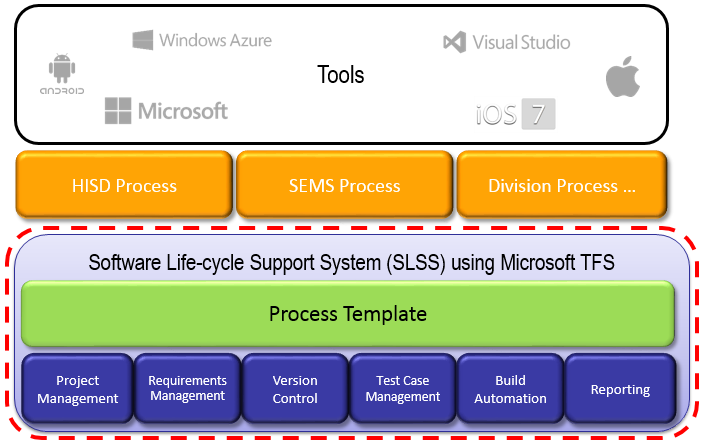 Windows Azure
Visual Studio
Tools
ANDROID
Microsoft
iOS 7
HISD Process
SEMS Process
Division Process ...
Software Life-cycle Support System (SLSS) using Microsoft TFS
Process Template
Project
Management
Requirements
Management
Version
Control
Test Case
Management
Build
Automation
Reporting